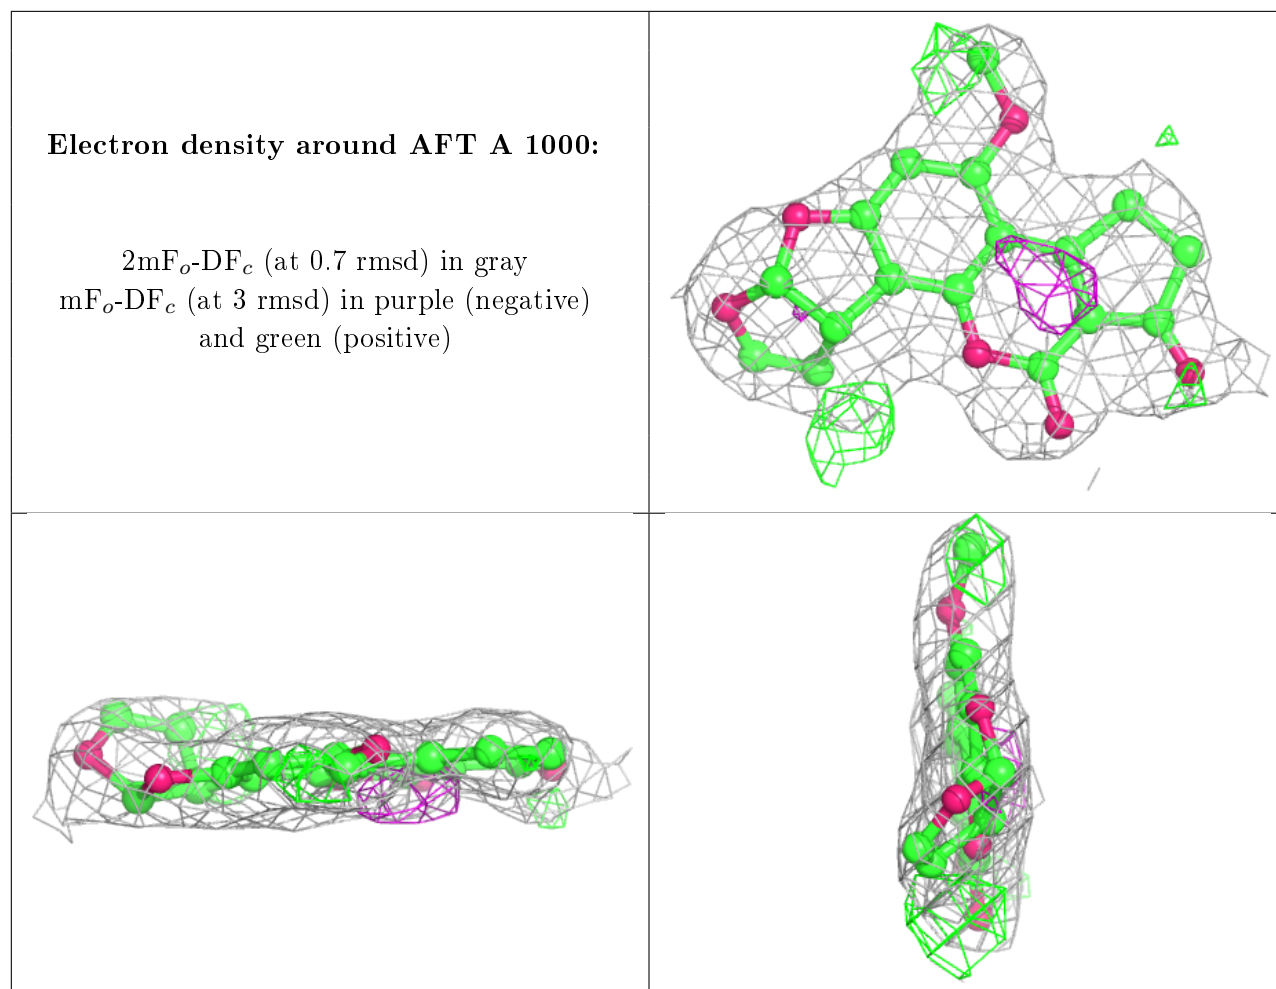 Electron density around AFT A 1000:
2mFₒ-DF𝒸 (at 0.7 rmsd) in gray
mFₒ-DF𝒸 (at 3 rmsd) in purple (negative)
and green (positive)